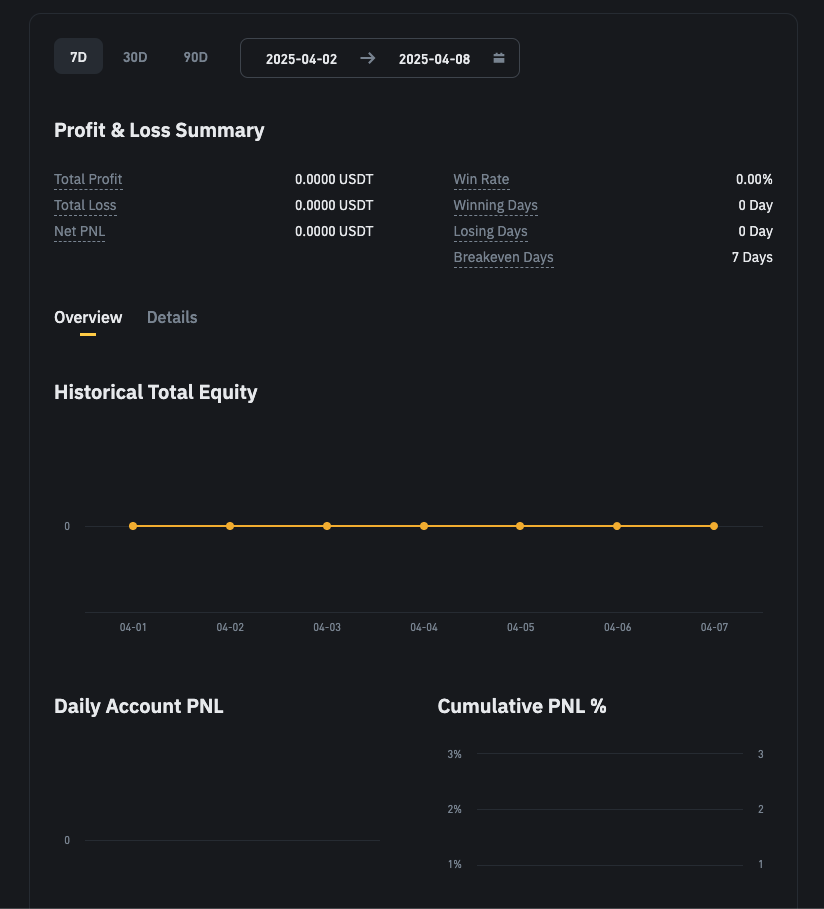 7D 30D 90D 2025-04-02 → 2025-04-08
Profit & Loss Summary
Total Profit 0.0000 USDT Win Rate 0.00%
Total Loss 0.0000 USDT Winning Days 0 Day
Net PNL 0.0000 USDT Losing Days 0 Day
Breakeven Days 7 Days
Overview Details
Historical Total Equity
0
04-01 04-02 04-03 04-04 04-05 04-06 04-07
Daily Account PNL Cumulative PNL %
3% 3
2% 2
0
1% 1